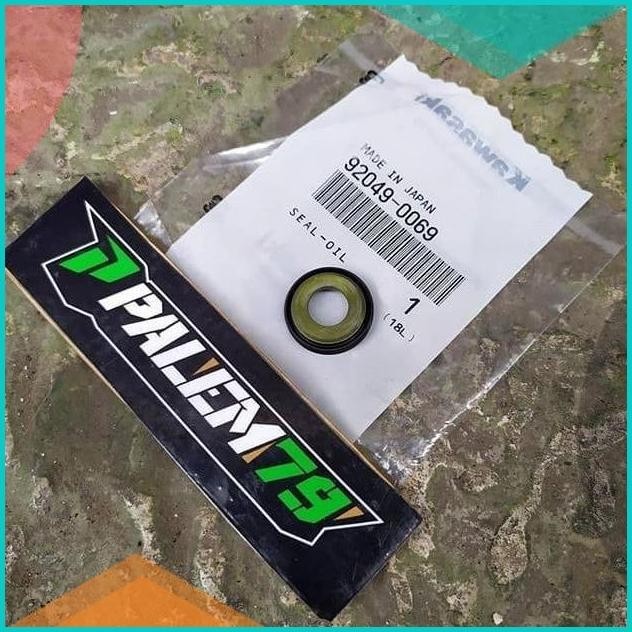 Kawasaki
MADE IN JAPAN
92049-0069
SEAL-OIL
1
(18L)
PALEM79